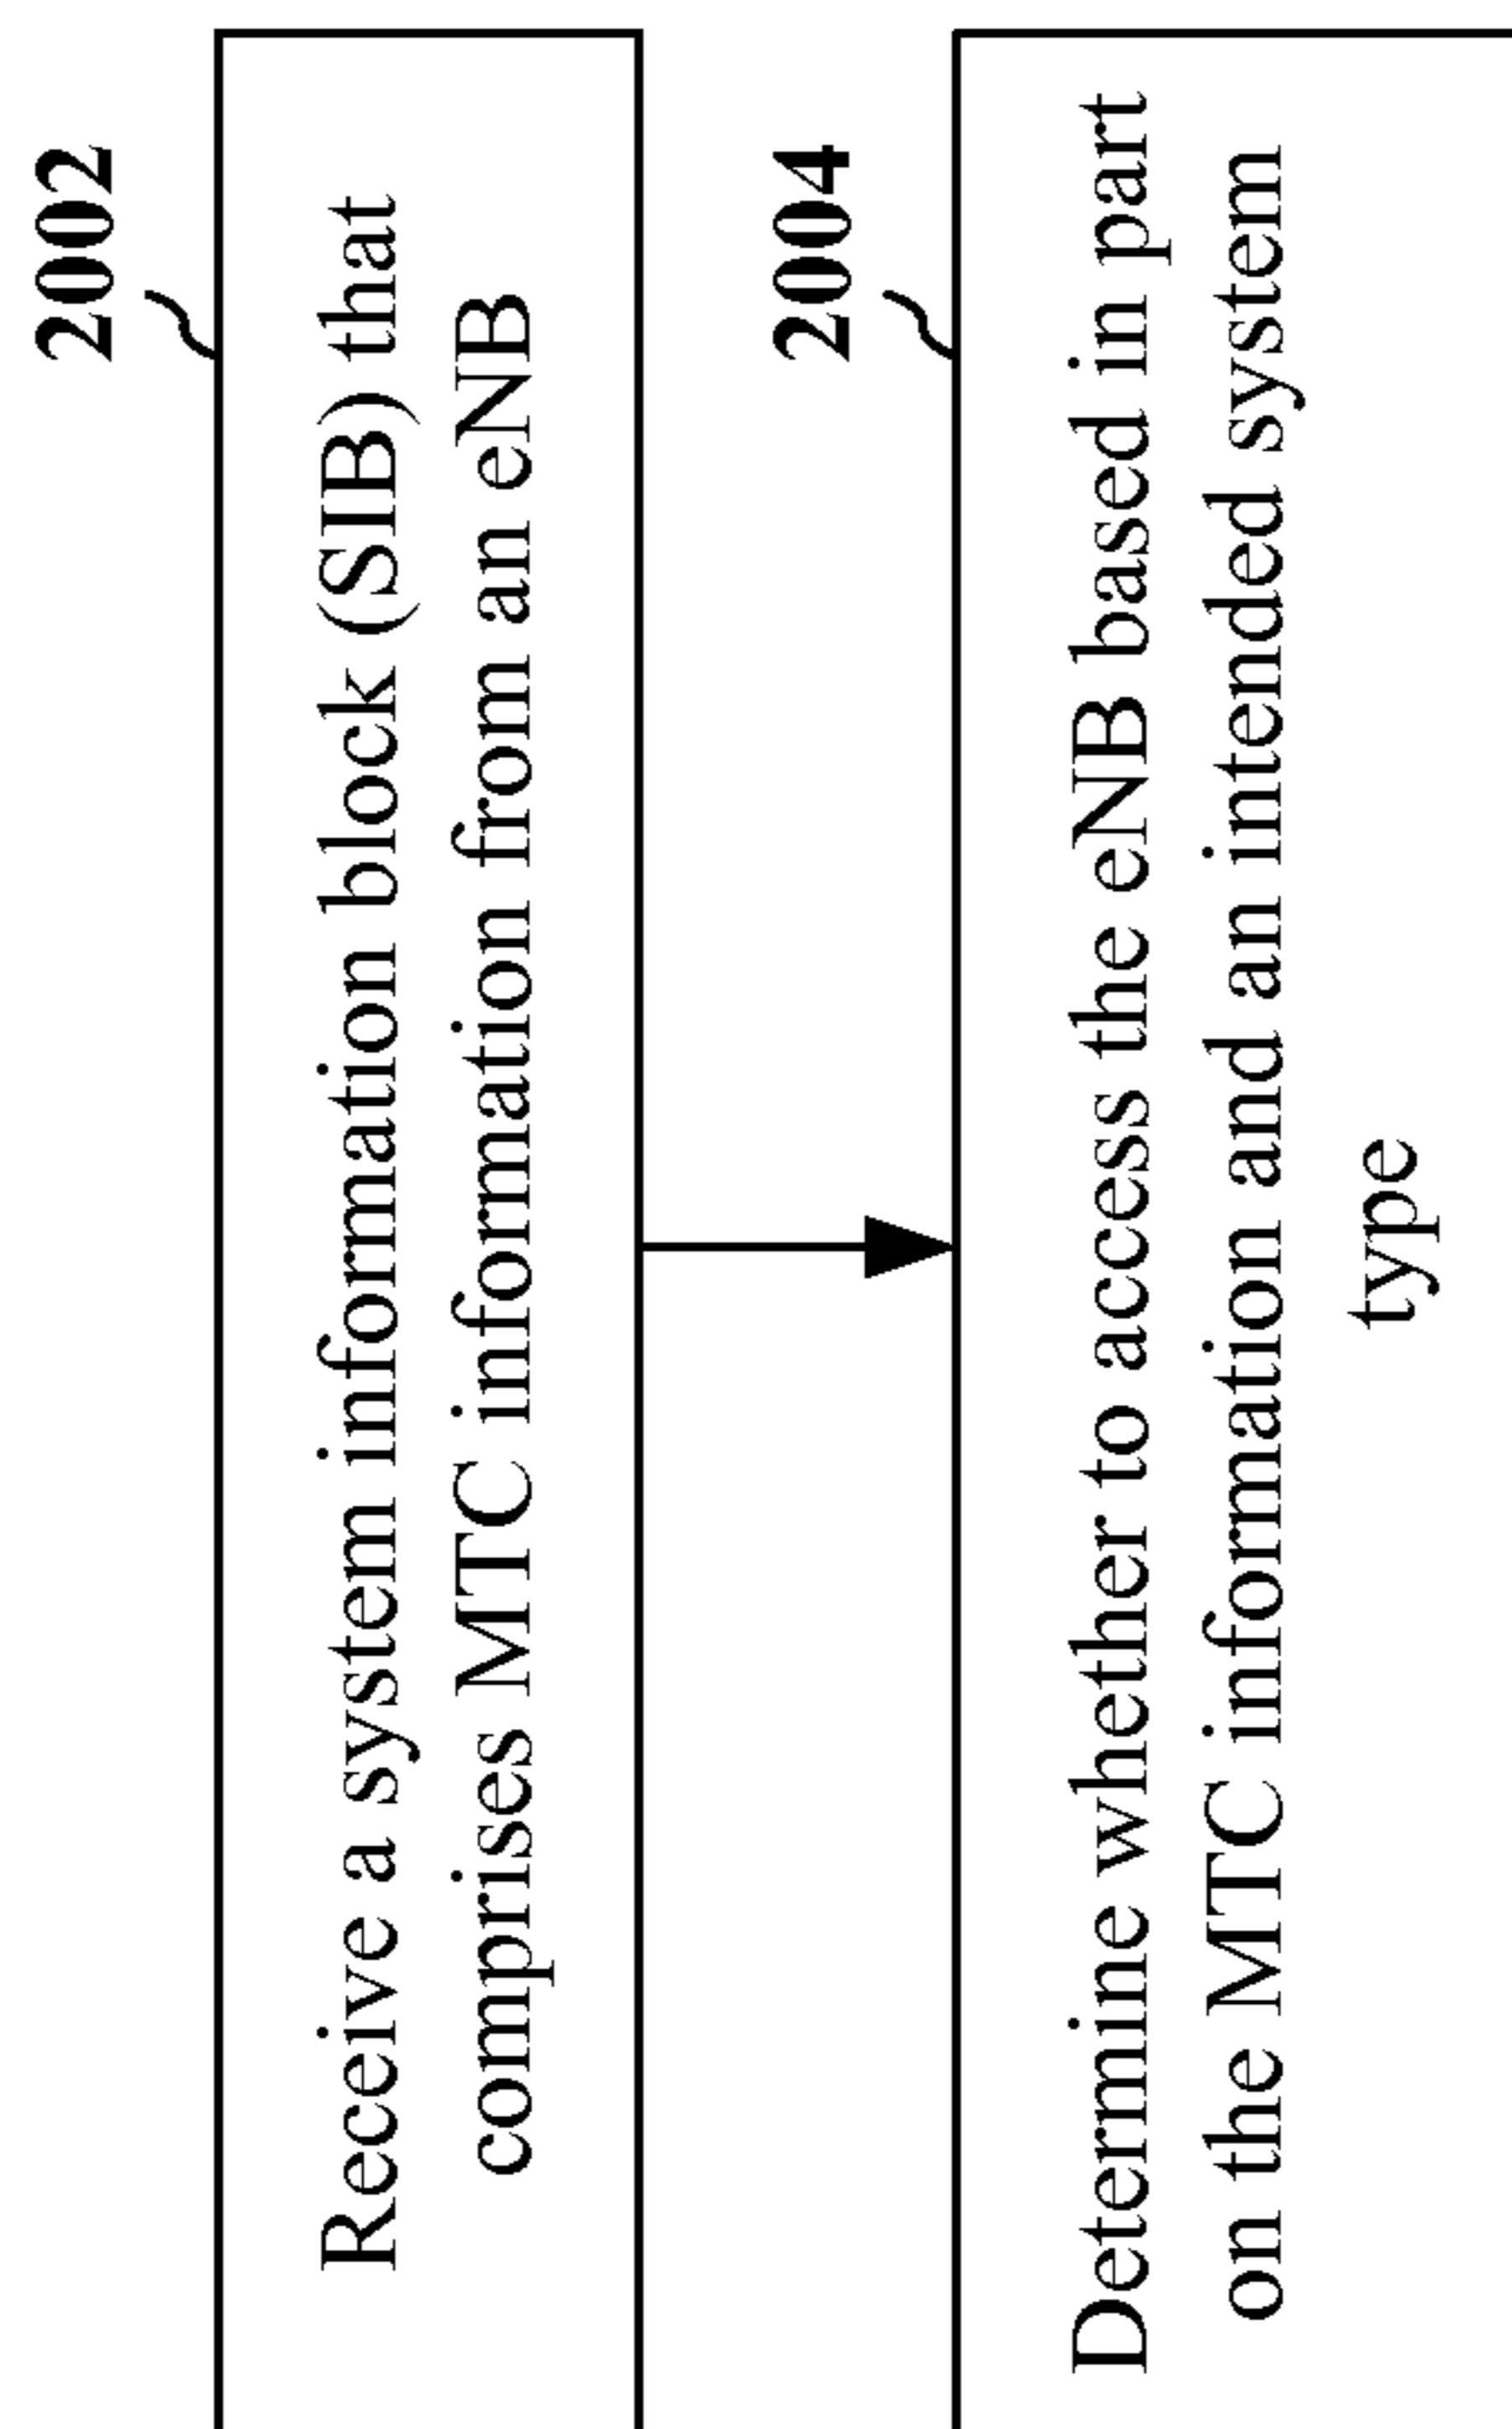 2002
Receive a system information block (SIB) that
comprises MTC information from an eNB
2004
Determine whether to access the eNB based in part
on the MTC information and an intended system
type